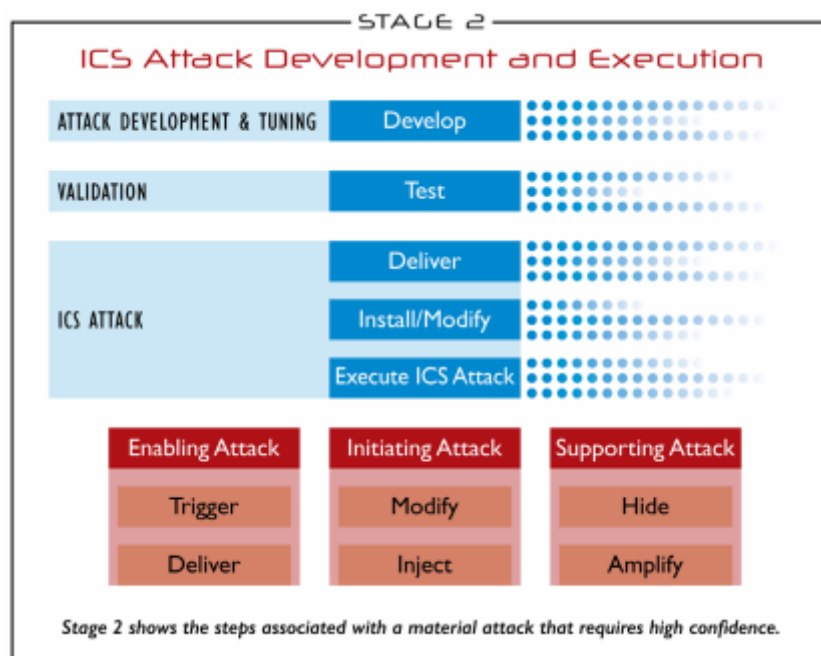 STAGE 2
ICS Attack Development and Execution
ATTACK DEVELOPMENT & TUNING
Develop
VALIDATION
Test
ICS ATTACK
Deliver
Install/Modify
Execute ICS Attack
Enabling Attack
Initiating Attack
Supporting Attack
Trigger
Modify
Hide
Deliver
Inject
Amplify
Stage 2 shows the steps associated with a material attack that requires high confidence.